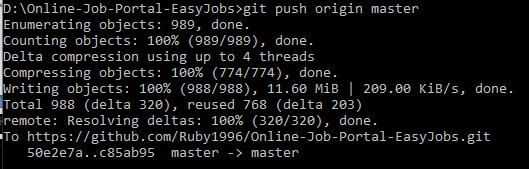 D:\Online-Job-Portal-EasyJobs>git push origin master
Enumerating objects: 989, done.
Counting objects: 100% (989/989), done.
Delta compression using up to 4 threads
Compressing objects: 100% (774/774), done.
Writing objects: 100% (988/988), 11.60 MiB | 209.00 KiB/s, done.
Total 988 (delta 320), reused 768 (delta 203)
remote: Resolving deltas: 100% (320/320), done.
To https://github.com/Ruby1996/Online-Job-Portal-EasyJobs.git
   50e2e7a..c85ab95  master -> master